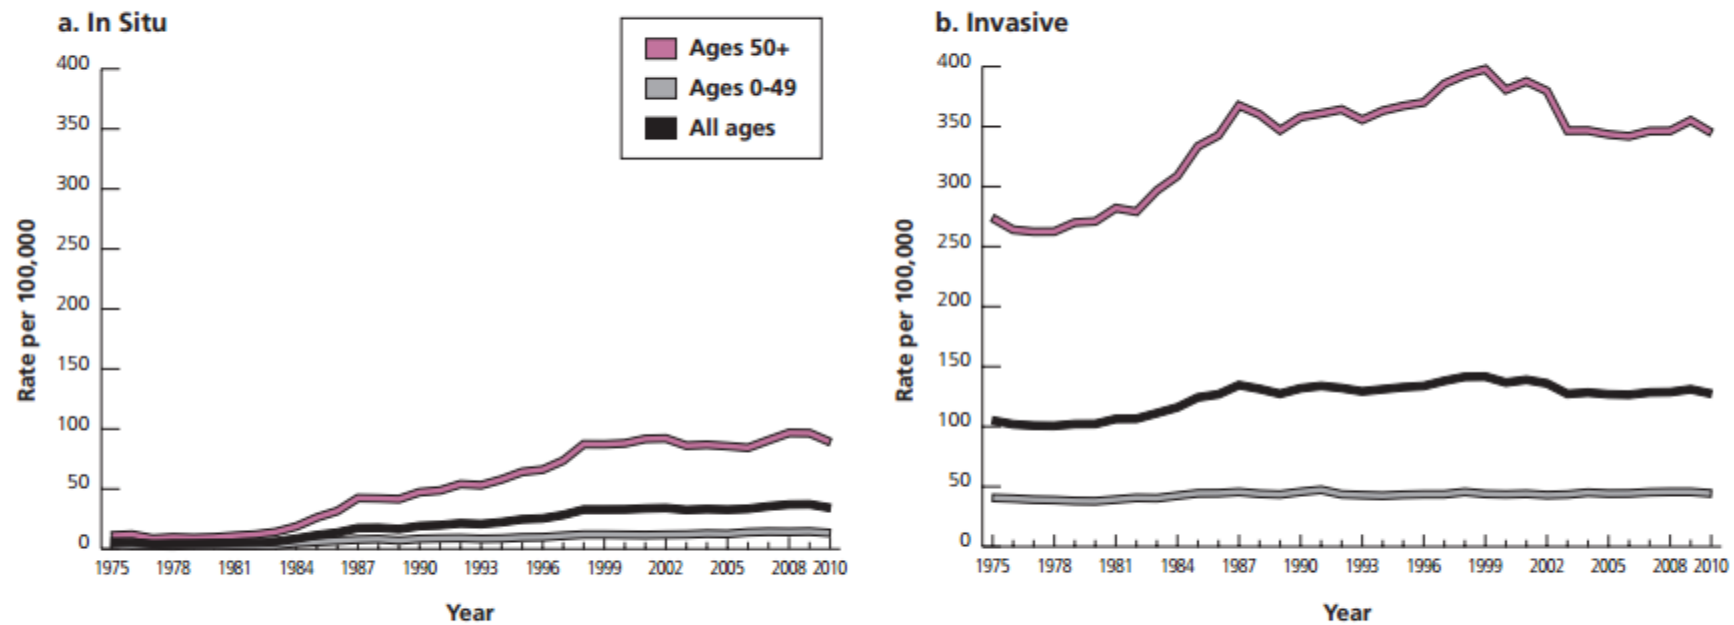 a. In Situ
Ages 50+
Ages 0-49
All ages
400
350
300
250
200
150
100
50
0
Rate per 100,000
1975 1978 1981 1984 1987 1990 1993 1996 1999 2002 2005 2008 2010
Year
b. Invasive
400
350
300
250
200
150
100
50
0
Rate per 100,000
1975 1978 1981 1984 1987 1990 1993 1996 1999 2002 2005 2008 2010
Year